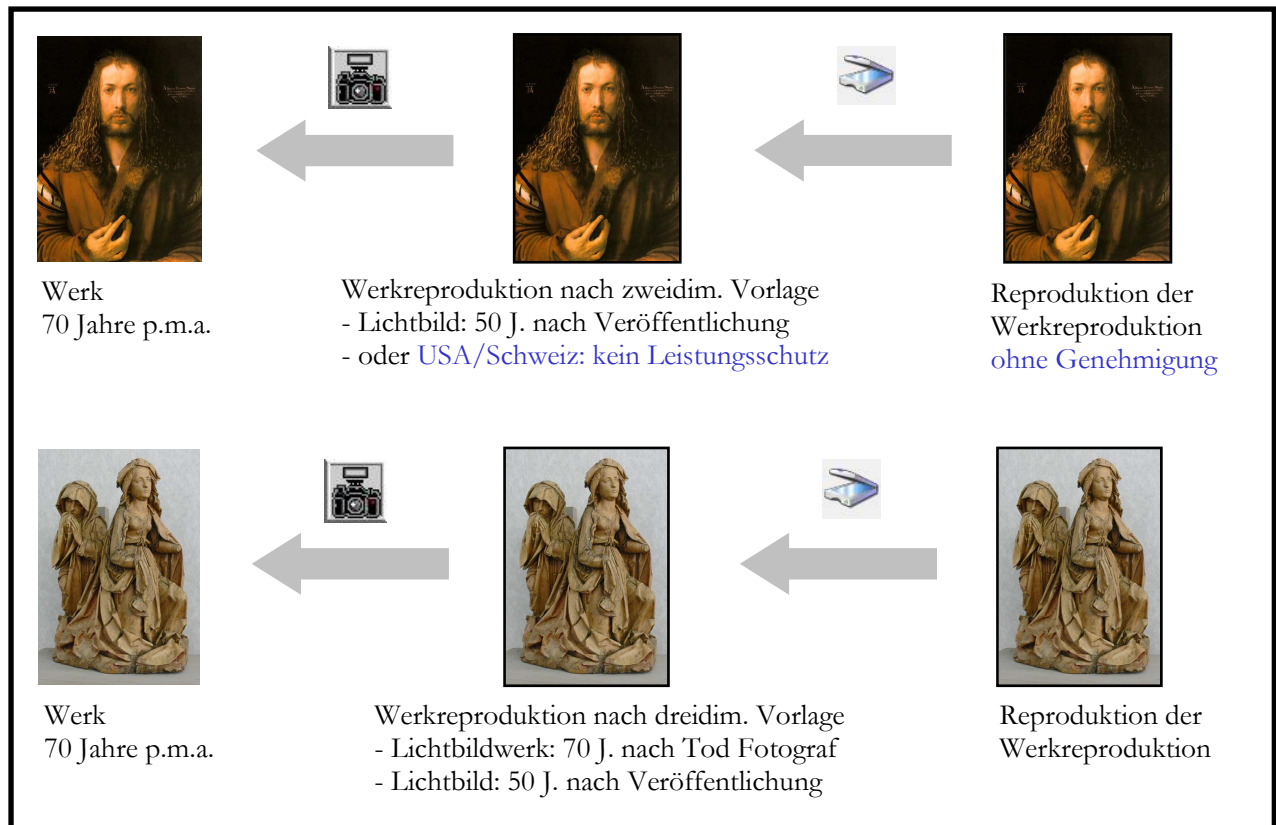 Werk
70 Jahre p.m.a.
Werkreproduktion nach zweidim. Vorlage
- Lichtbild: 50 J. nach Veröffentlichung
- oder USA/Schweiz: kein Leistungsschutz
Reproduktion der
Werkreproduktion
ohne Genehmigung
Werk
70 Jahre p.m.a.
Werkreproduktion nach dreidim. Vorlage
- Lichtbildwerk: 70 J. nach Tod Fotograf
- Lichtbild: 50 J. nach Veröffentlichung
Reproduktion der
Werkreproduktion